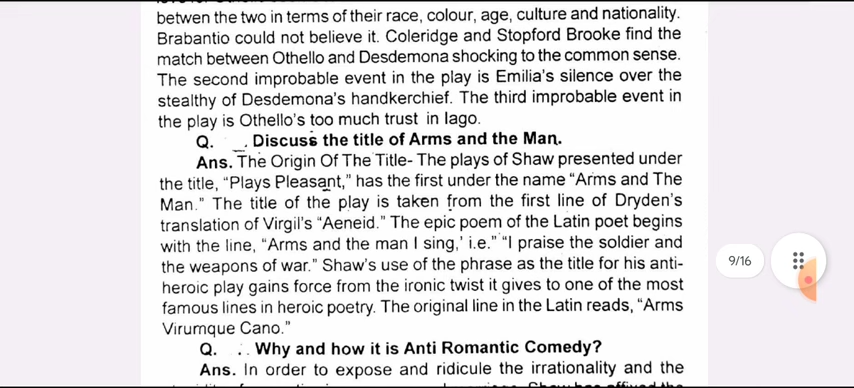 betwen the two in terms of their race, colour, age, culture and nationality.
Brabantio could not believe it. Coleridge and Stopford Brooke find the
match between Othello and Desdemona shocking to the common sense.
The second improbable event in the play is Emilia's silence over the
stealthy of Desdemona's handkerchief. The third improbable event in
the play is Othello's too much trust in Iago.
Q. Discuss the title of Arms and the Man.
Ans. The Origin Of The Title- The plays of Shaw presented under
the title, "Plays Pleasant," has the first under the name "Arms and The
Man." The title of the play is taken from the first line of Dryden's
translation of Virgil's "Aeneid." The epic poem of the Latin poet begins
with the line, "Arms and the man I sing,' i.e." "I praise the soldier and
the weapons of war." Shaw's use of the phrase as the title for his anti-
heroic play gains force from the ironic twist it gives to one of the most
famous lines in heroic poetry. The original line in the Latin reads, "Arms
Virumque Cano."
9/16
Q. Why and how it is Anti Romantic Comedy?
Ans. In order to expose and ridicule the irrationality and the